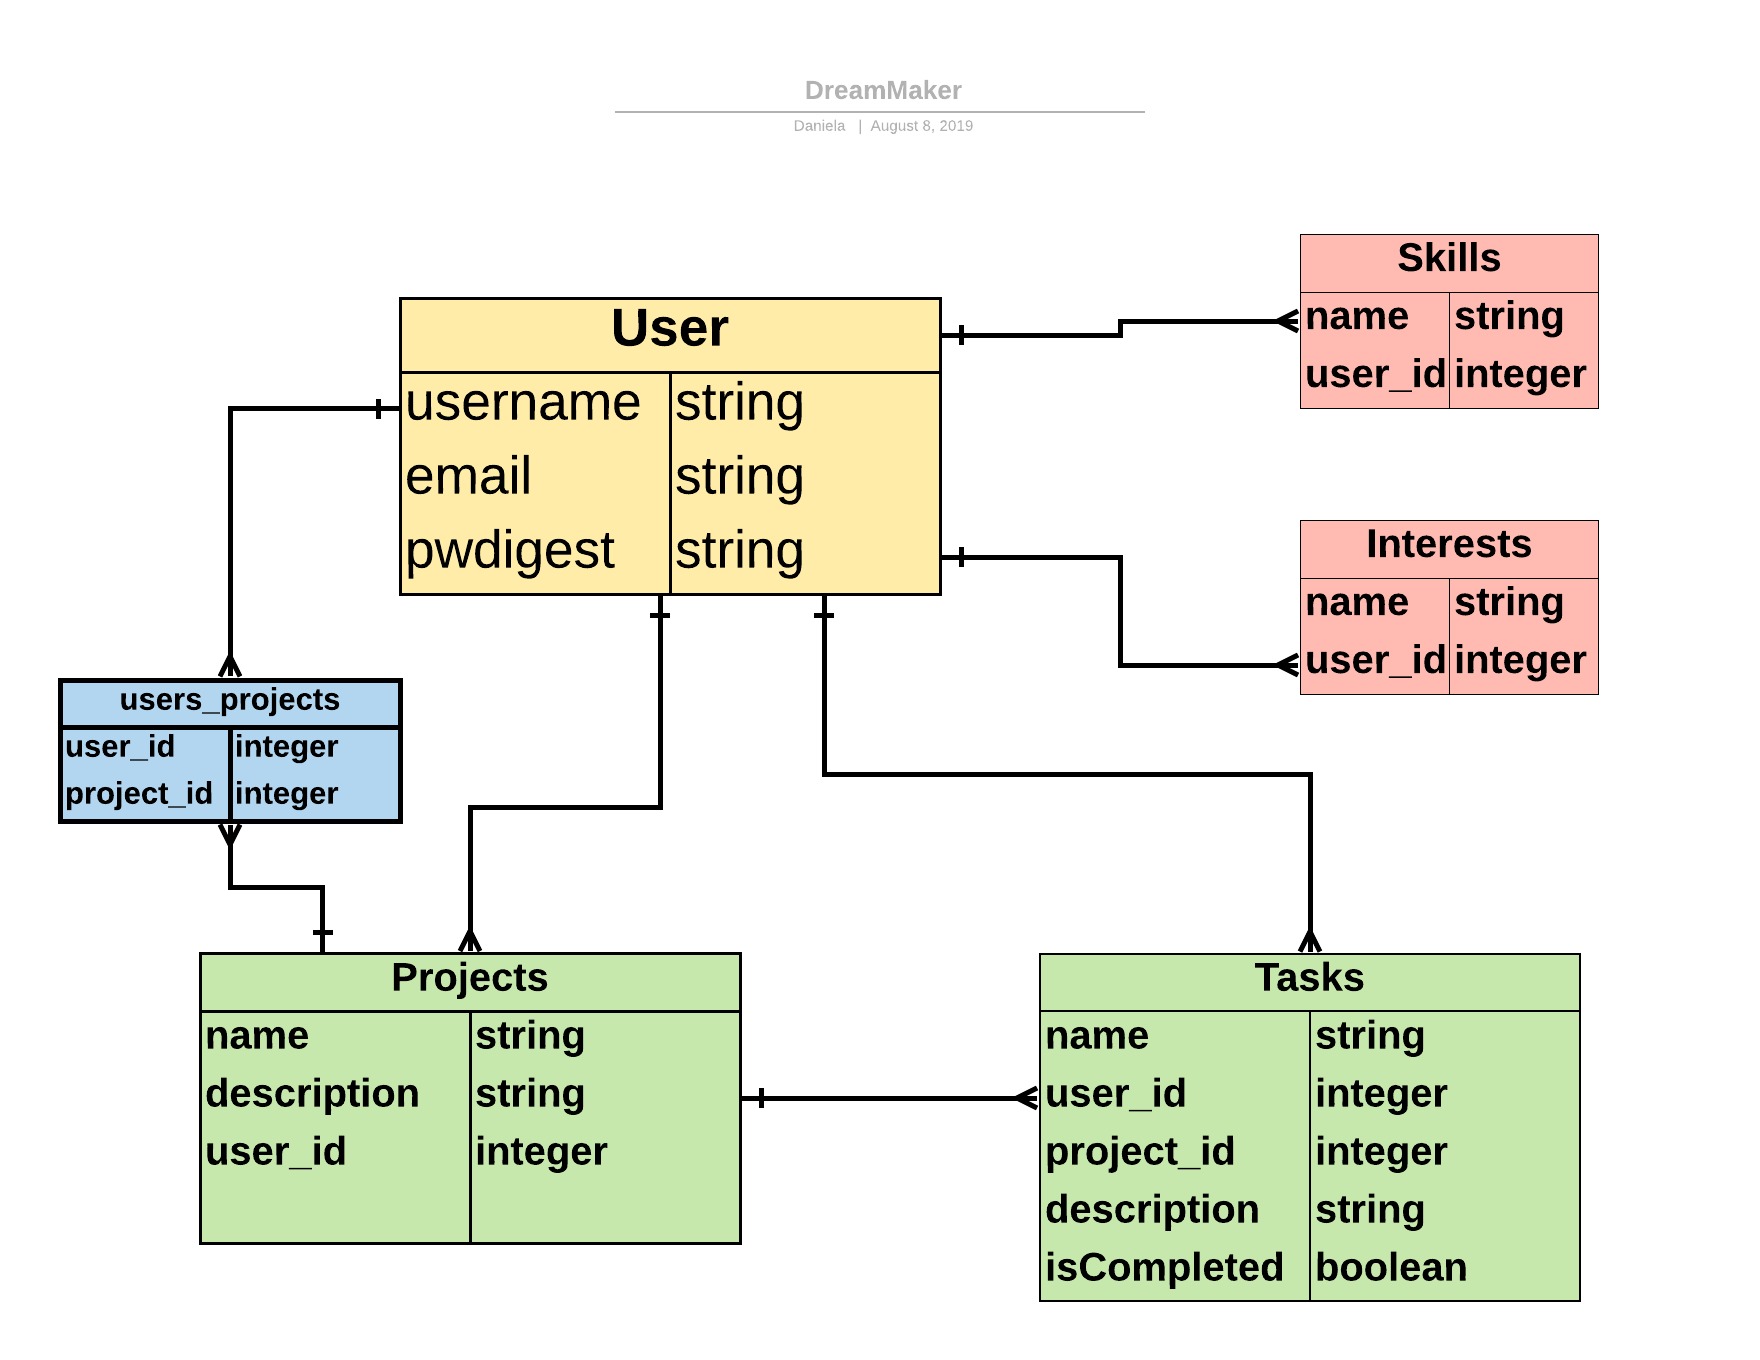 DreamMaker
Daniela | August 8, 2019
Skills
name string
user_id integer
User
username string
email string
pwdigest string
Interests
name string
user_id integer
users_projects
user_id integer
project_id integer
Projects
name string
description string
user_id integer
Tasks
name string
user_id integer
project_id integer
description string
isCompleted boolean